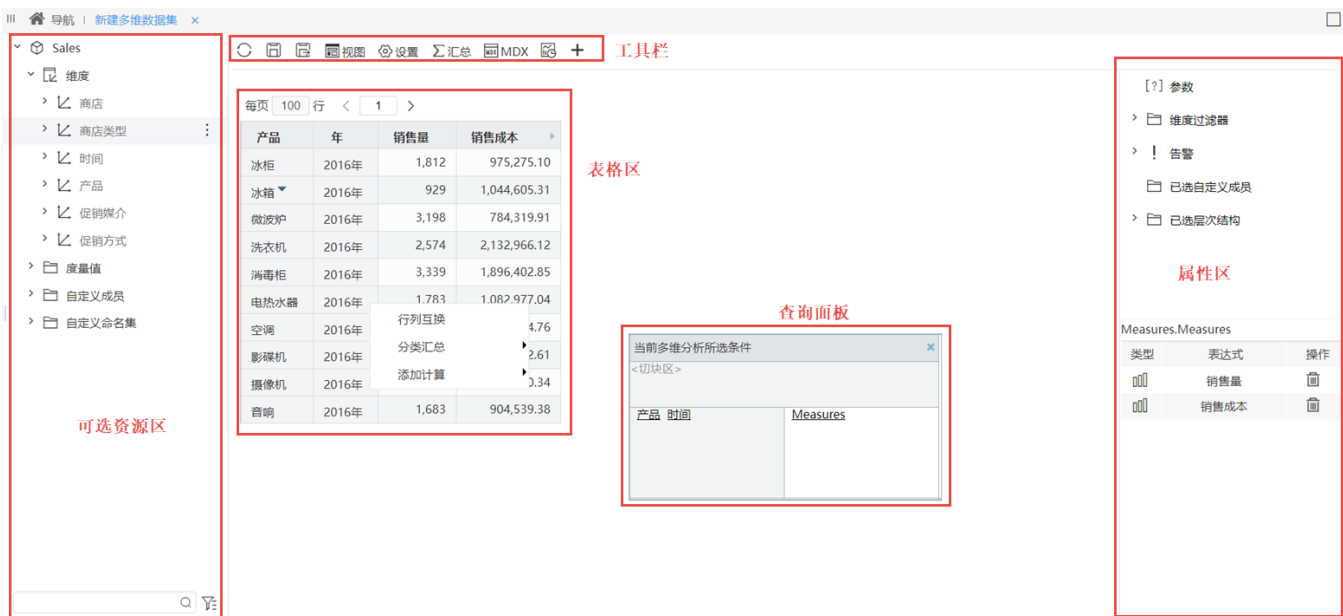 导航 | 新建多维数据集 ×
Sales
维度
商店
商店类型
时间
产品
促销媒介
促销方式
度量值
自定义成员
自定义命名集
可选资源区
视图 设置 Σ汇总 MDX +
工具栏
每页 100 行 < 1 >
产品 年 销售量 销售成本
冰柜 2016年 1,812 975,275.10
冰箱 2016年 929 1,044,605.31
微波炉 2016年 3,198 784,319.91
洗衣机 2016年 2,574 2,132,966.12
消毒柜 2016年 3,339 1,896,402.85
电热水器 2016年 1,783 1,082,977.04
空调 2016年 4.76
影碟机 2016年 2.61
摄像机 2016年 0.34
音响 2016年 1,683 904,539.38
行列互换
分类汇总
添加计算
表格区
查询面板
当前多维分析所选条件 ×
<切块区>
产品 时间 Measures
[?] 参数
维度过滤器
! 告警
已选自定义成员
已选层次结构
属性区
Measures.Measures
类型 表达式 操作
销售量
销售成本